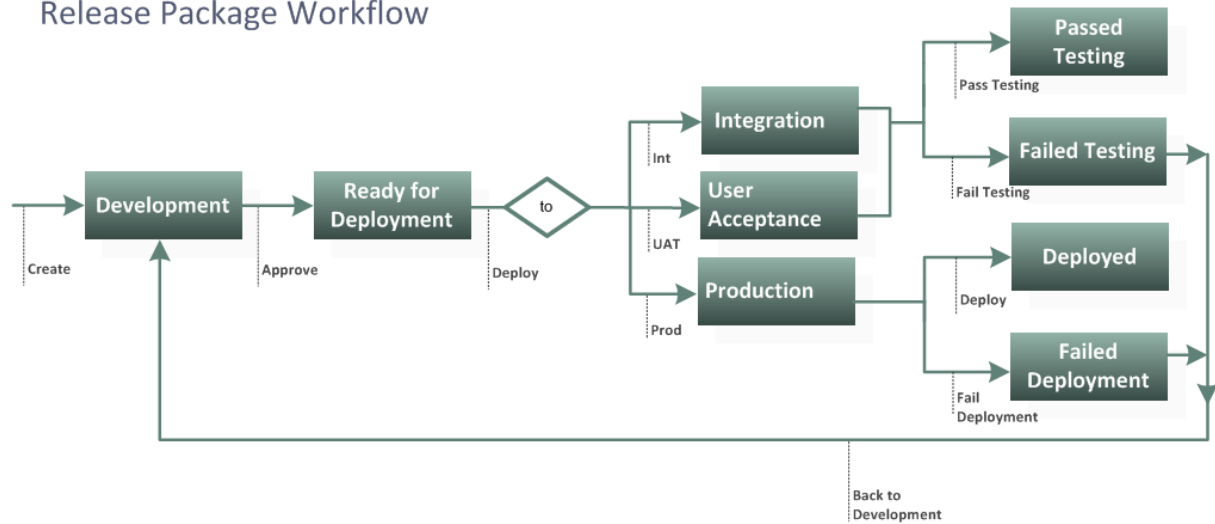 Release Package Workflow
Passed
Testing
Pass Testing
Integration
Int
Failed Testing
Fail Testing
Development
Create
Approve
Ready for
Deployment
Deploy
to
User
Acceptance
UAT
Production
Prod
Deployed
Deploy
Failed
Deployment
Fail
Deployment
Back to
Development